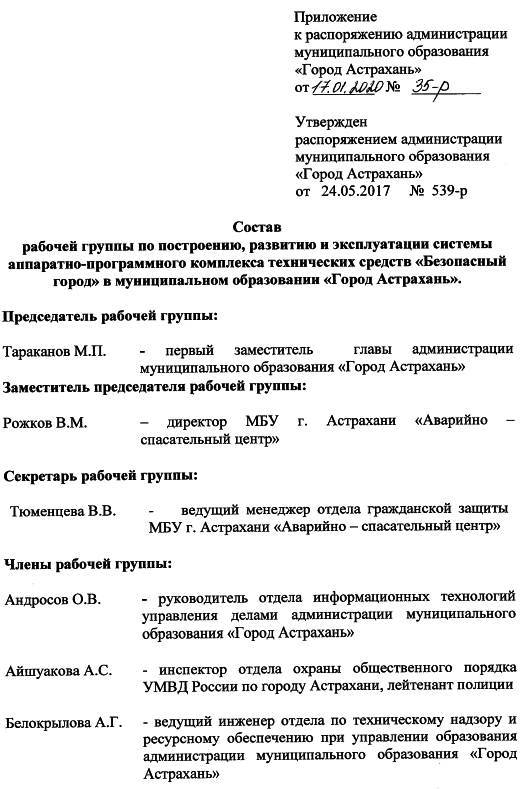 Приложение
к распоряжению администрации
муниципального образования
«Город Астрахань»
от 17.01.2020 № 35-р
Утвержден
распоряжением администрации
муниципального образования
«Город Астрахань»
от 24.05.2017 № 539-р
Состав
рабочей группы по построению, развитию и эксплуатации системы
аппаратно-программного комплекса технических средств «Безопасный
город» в муниципальном образовании «Город Астрахань».
Председатель рабочей группы:
Тараканов М.П. - первый заместитель главы администрации
муниципального образования «Город Астрахань»
Заместитель председателя рабочей группы:
Рожков В.М. – директор МБУ г. Астрахани «Аварийно –
спасательный центр»
Секретарь рабочей группы:
Тюменцева В.В. - ведущий менеджер отдела гражданской защиты
МБУ г. Астрахани «Аварийно – спасательный центр»
Члены рабочей группы:
Андросов О.В. - руководитель отдела информационных технологий
управления делами администрации муниципального
образования «Город Астрахань»
Айшуакова А.С. - инспектор отдела охраны общественного порядка
УМВД России по городу Астрахани, лейтенант полиции
Белокрылова А.Г. - ведущий инженер отдела по техническому надзору и
ресурсному обеспечению при управлении образования
администрации муниципального образования «Город
Астрахань»